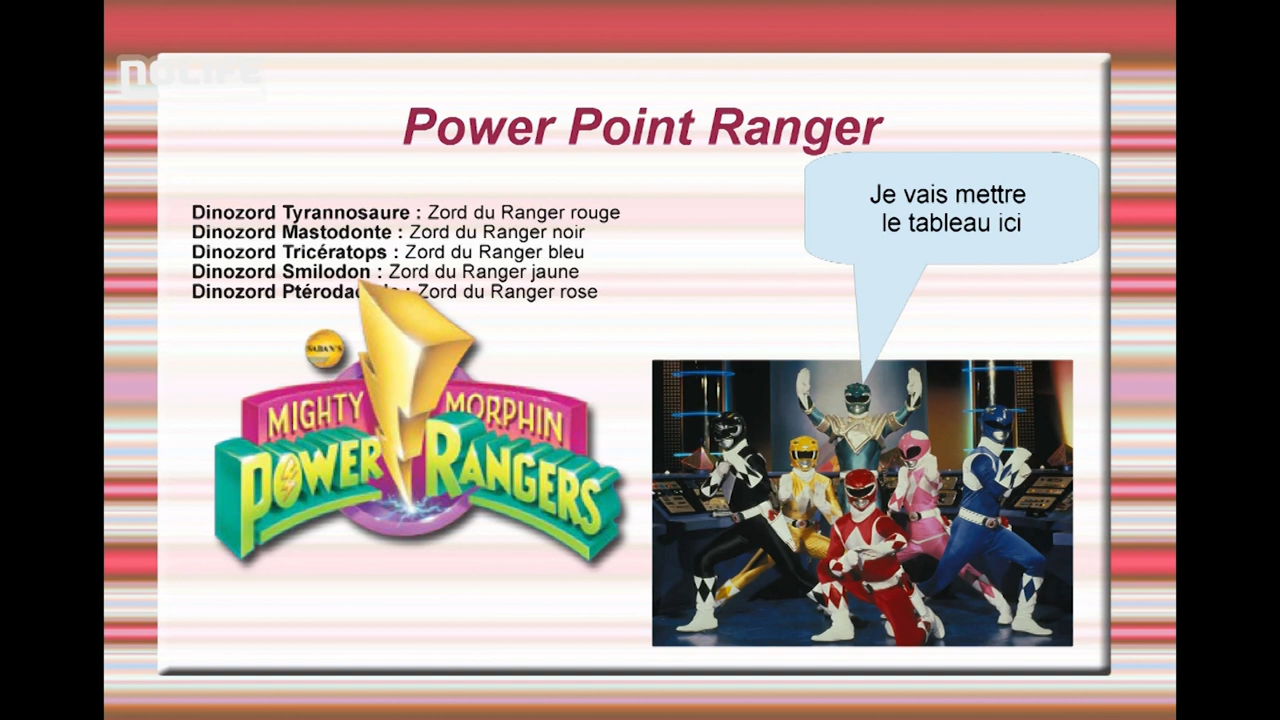 NOLIFE
Power Point Ranger
Je vais mettre
le tableau ici
Dinozord Tyrannosaure : Zord du Ranger rouge
Dinozord Mastodonte : Zord du Ranger noir
Dinozord Tricératops : Zord du Ranger bleu
Dinozord Smilodon : Zord du Ranger jaune
Dinozord : Zord du Ranger rose
SABAN'S
MIGHTY MORPHIN
POWER RANGERS